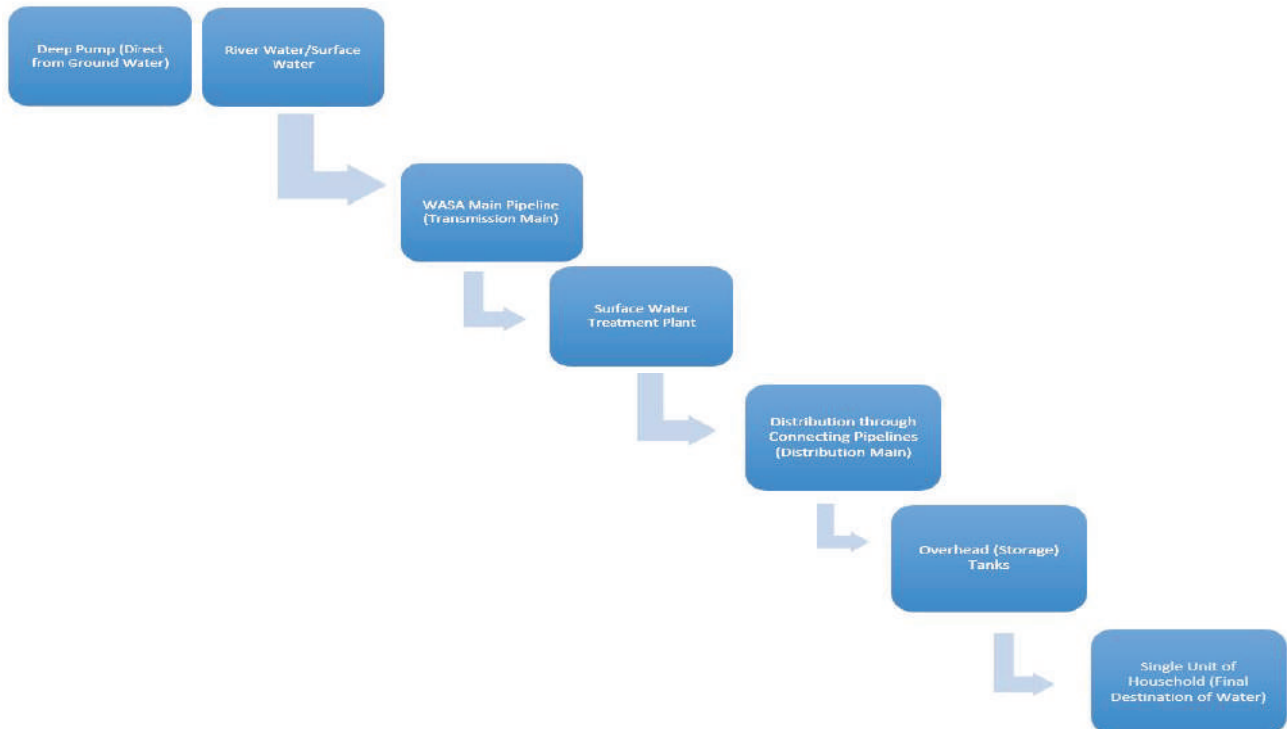 Deep Pump (Direct
from Ground Water)
River Water/Surface
Water
WASA Main Pipeline
(Transmission Main)
Surface Water
Treatment Plant
Distribution through
Connecting Pipelines
(Distribution Main)
Overhead (Storage)
Tanks
Single Unit of
Household (Final
Destination of Water)